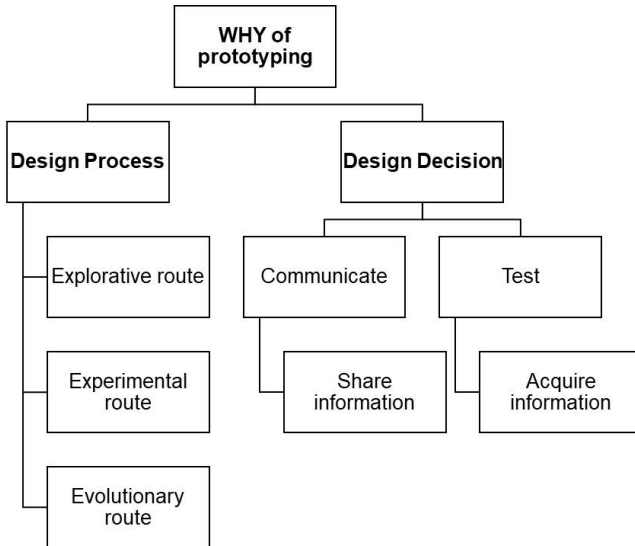 WHY of
prototyping
Design Process
Design Decision
Explorative route
Communicate
Test
Experimental
route
Share
information
Acquire
information
Evolutionary
route